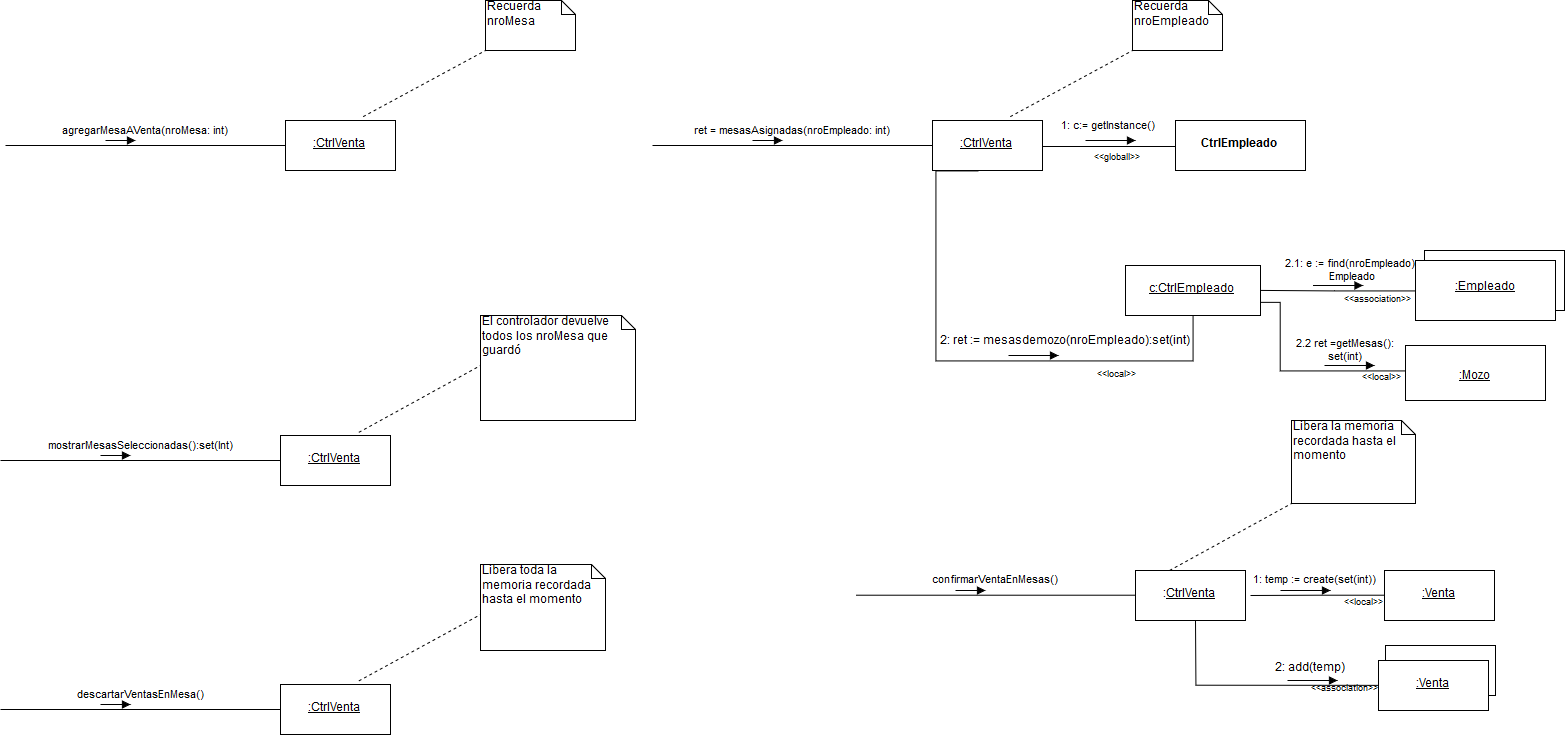 Recuerda
nroMesa
agregarMesaAVenta(nroMesa: int)
:CtrlVenta
Recuerda
nroEmpleado
ret = mesasAsignadas(nroEmpleado: int)
:CtrlVenta
1: c:= getInstance()
<<globall>>
CtrlEmpleado
2.1: e := find(nroEmpleado)
Empleado
<<association>>
:Empleado
c:CtrlEmpleado
2: ret := mesasdemozo(nroEmpleado):set(int)
<<local>>
2.2 ret =getMesas():
set(int)
<<local>>
:Mozo
El controlador devuelve
todos los nroMesa que
guardó
mostrarMesasSeleccionadas():set(Int)
:CtrlVenta
Libera la memoria
recordada hasta el
momento
confirmarVentaEnMesas()
:CtrlVenta
1: temp := create(set(int))
<<local>>
:Venta
2: add(temp)
<<association>>
:Venta
Libera toda la
memoria recordada
hasta el momento
descartarVentasEnMesa()
:CtrlVenta